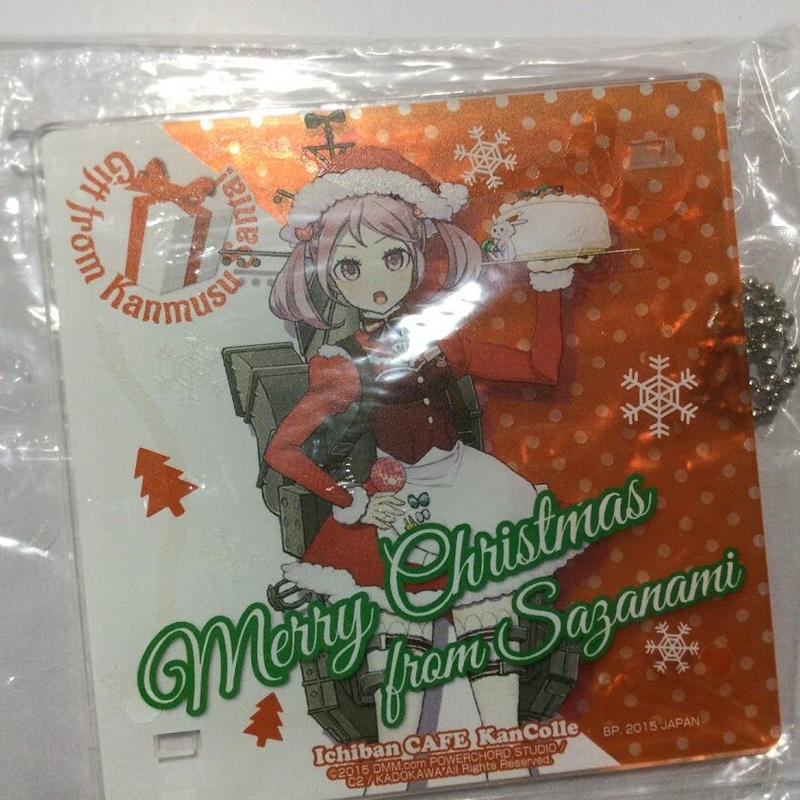 Gift from Kanmusu Santa!
Merry Christmas
from Sazanami
Ichiban CAFE KanColle
BP. 2015 JAPAN
©2015 DMM.com POWERCHORD STUDIO /
C2 / KADOKAWA All Rights Reserved.